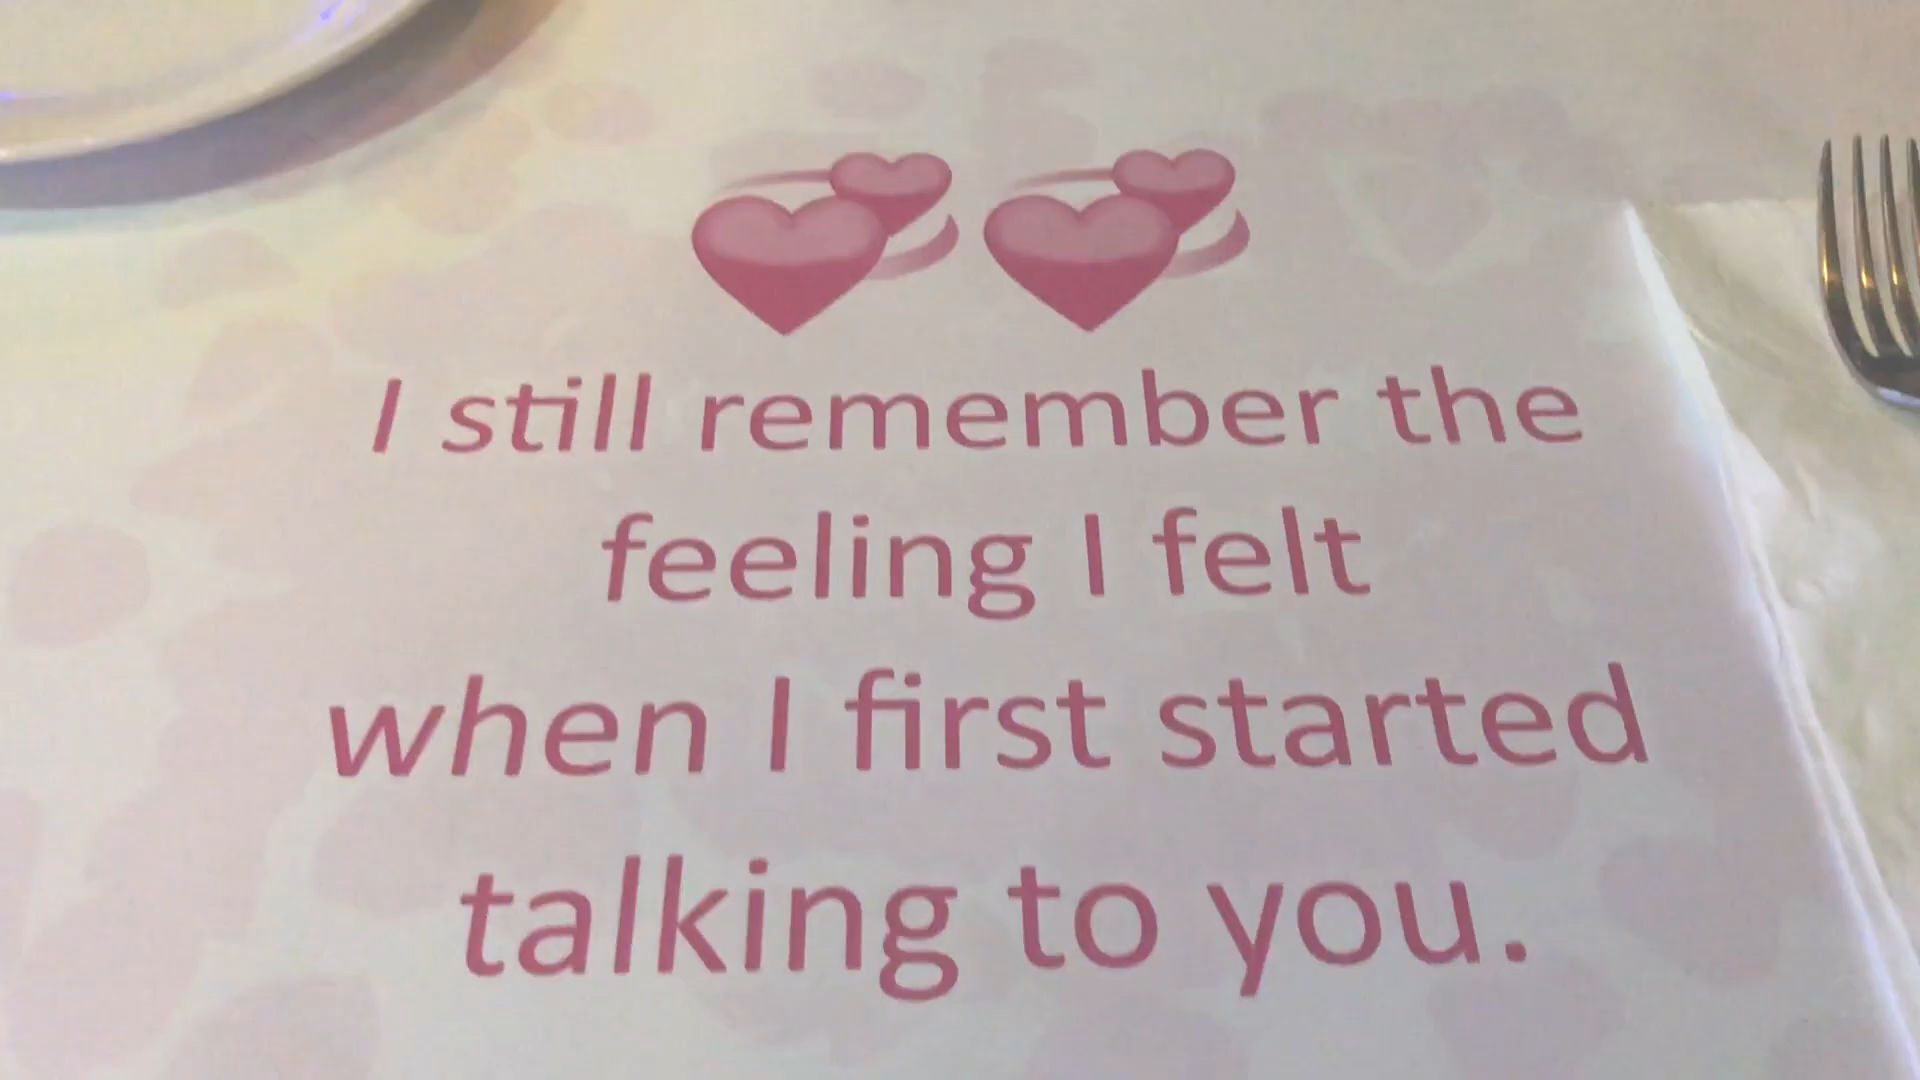 💞💞
I still remember the
feeling I felt
when I first started
talking to you.